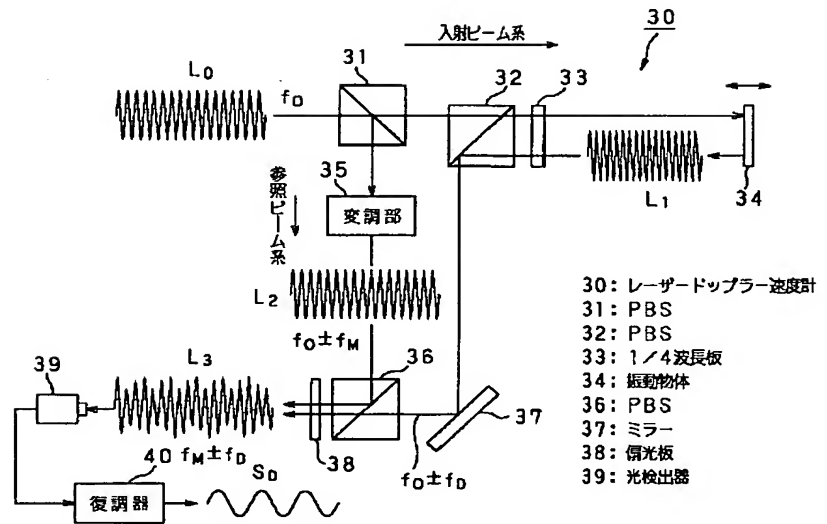 入射ビーム系
30
31
32
33
L0
f0
35
変調部
参照ビーム系
L1
34
L2
f0±fM
36
39
L3
37
38
f0±fD
40
fM±fD
復調器
SD
30: レーザードップラー速度計
31: PBS
32: PBS
33: 1/4波長板
34: 振動物体
36: PBS
37: ミラー
38: 偏光板
39: 光検出器